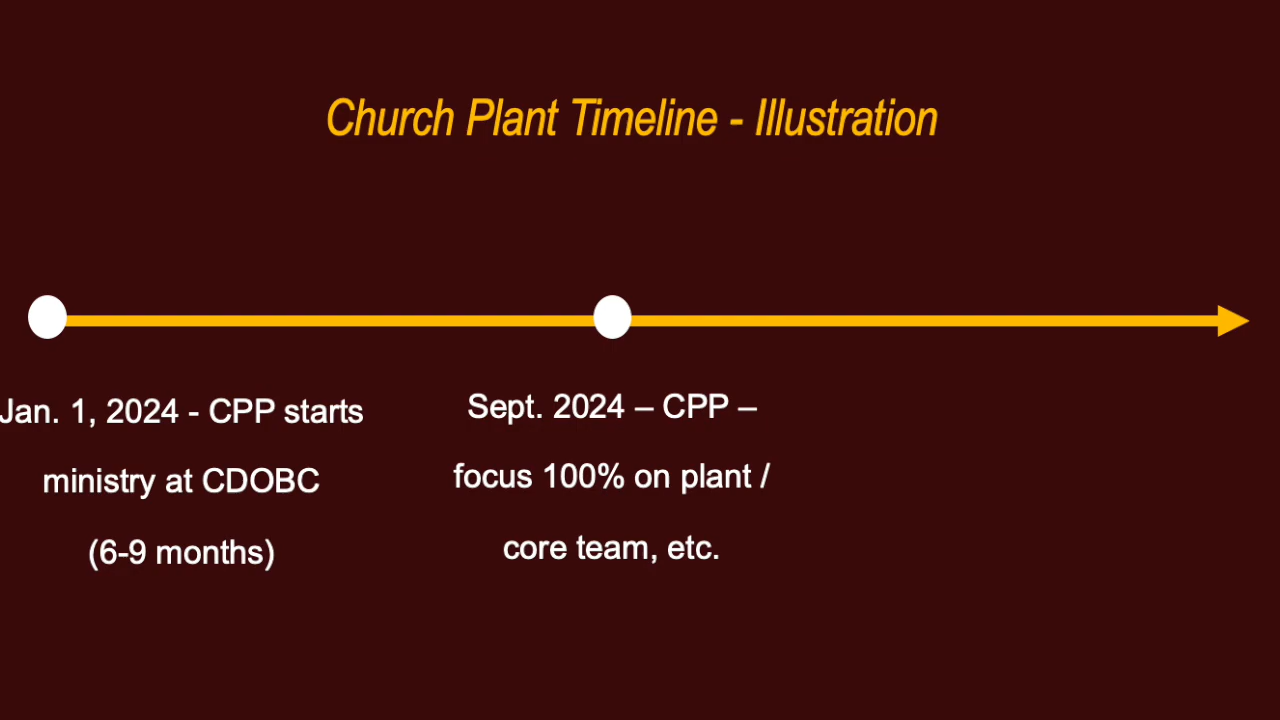 Church Plant Timeline - Illustration
Jan. 1, 2024 - CPP starts
ministry at CDOBC
(6-9 months)
Sept. 2024 – CPP –
focus 100% on plant /
core team, etc.